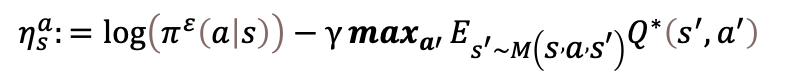 η_s^a : = log(π^ε(a|s)) − γ max_{a′} E_{s′~M(s,a,s′)} Q*(s′, a′)